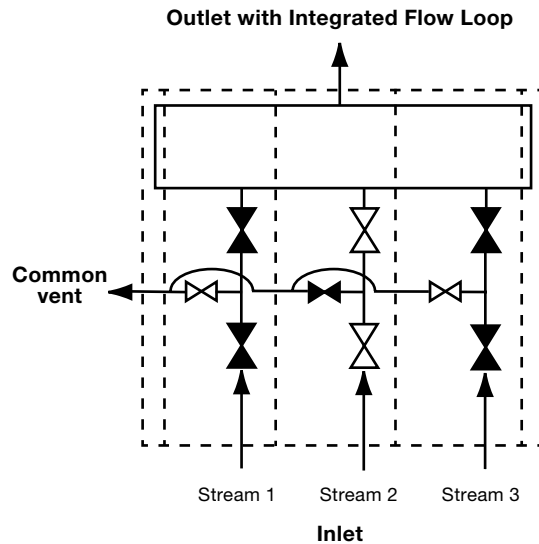 Outlet with Integrated Flow Loop
Common
vent
Stream 1
Stream 2
Stream 3
Inlet